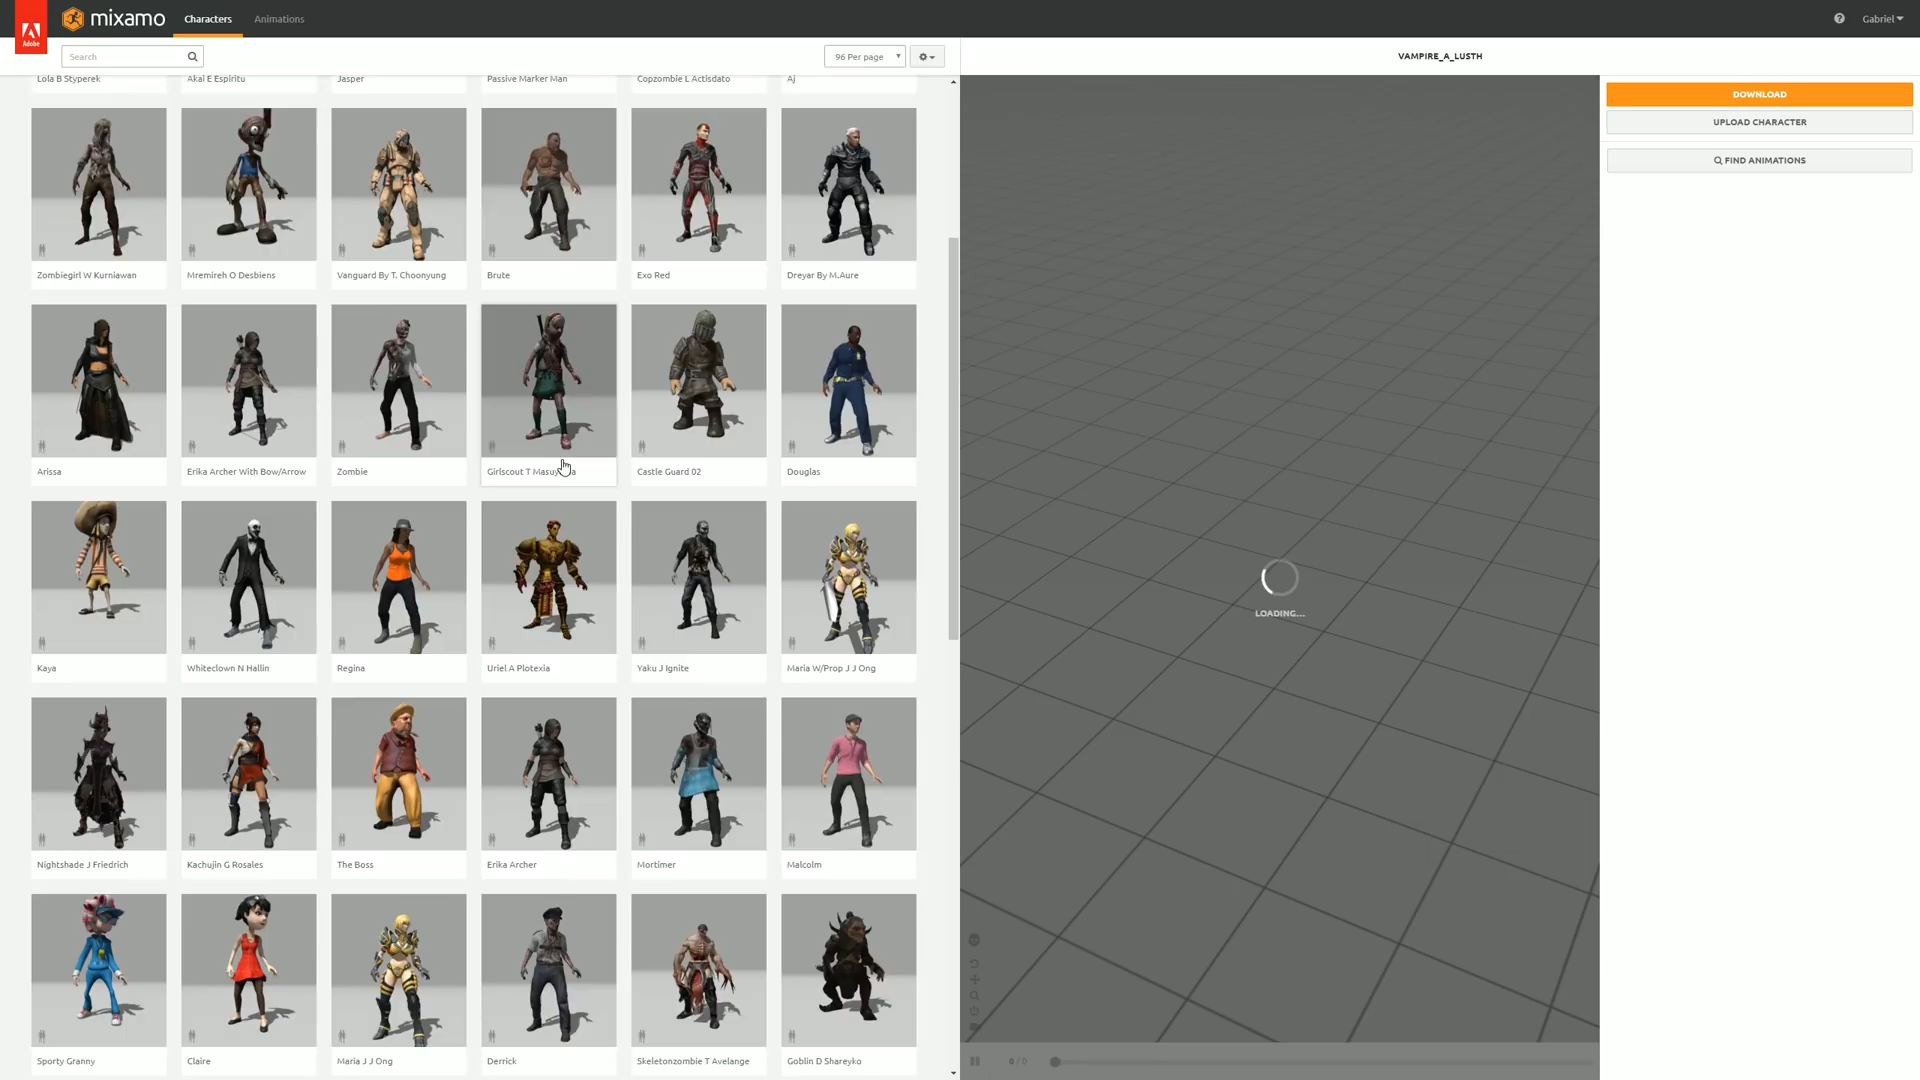 Adobe
mixamo
Characters
Animations
Gabriel
Search
96 Per page
VAMPIRE_A_LUSTH
DOWNLOAD
UPLOAD CHARACTER
FIND ANIMATIONS
Lola B Styperek
Akai E Espiritu
Jasper
Passive Marker Man
Copzombie L Actisdato
Aj
Zombiegirl W Kurniawan
Mremireh O Desbiens
Vanguard By T. Choonyung
Brute
Exo Red
Dreyar By M.Aure
Arissa
Erika Archer With Bow/Arrow
Zombie
Girlscout T
Castle Guard 02
Douglas
LOADING...
Kaya
Whiteclown N Hallin
Regina
Uriel A Plotexia
Yaku J Ignite
Maria W/Prop J J Ong
Nightshade J Friedrich
Kachujin G Rosales
The Boss
Erika Archer
Mortimer
Malcolm
Sporty Granny
Claire
Maria J J Ong
Derrick
Skeletonzombie T Avelange
Goblin D Shareyko
0 / 0